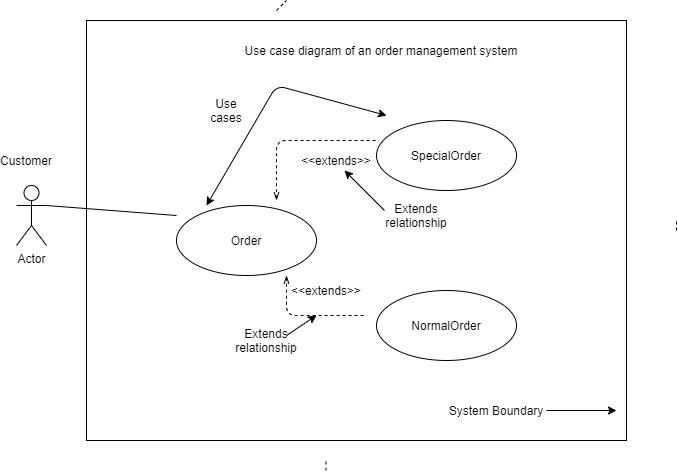 Use case diagram of an order management system
Use
cases
Customer
<<extends>>
SpecialOrder
Extends
relationship
Order
Actor
<<extends>>
NormalOrder
Extends
relationship
System Boundary